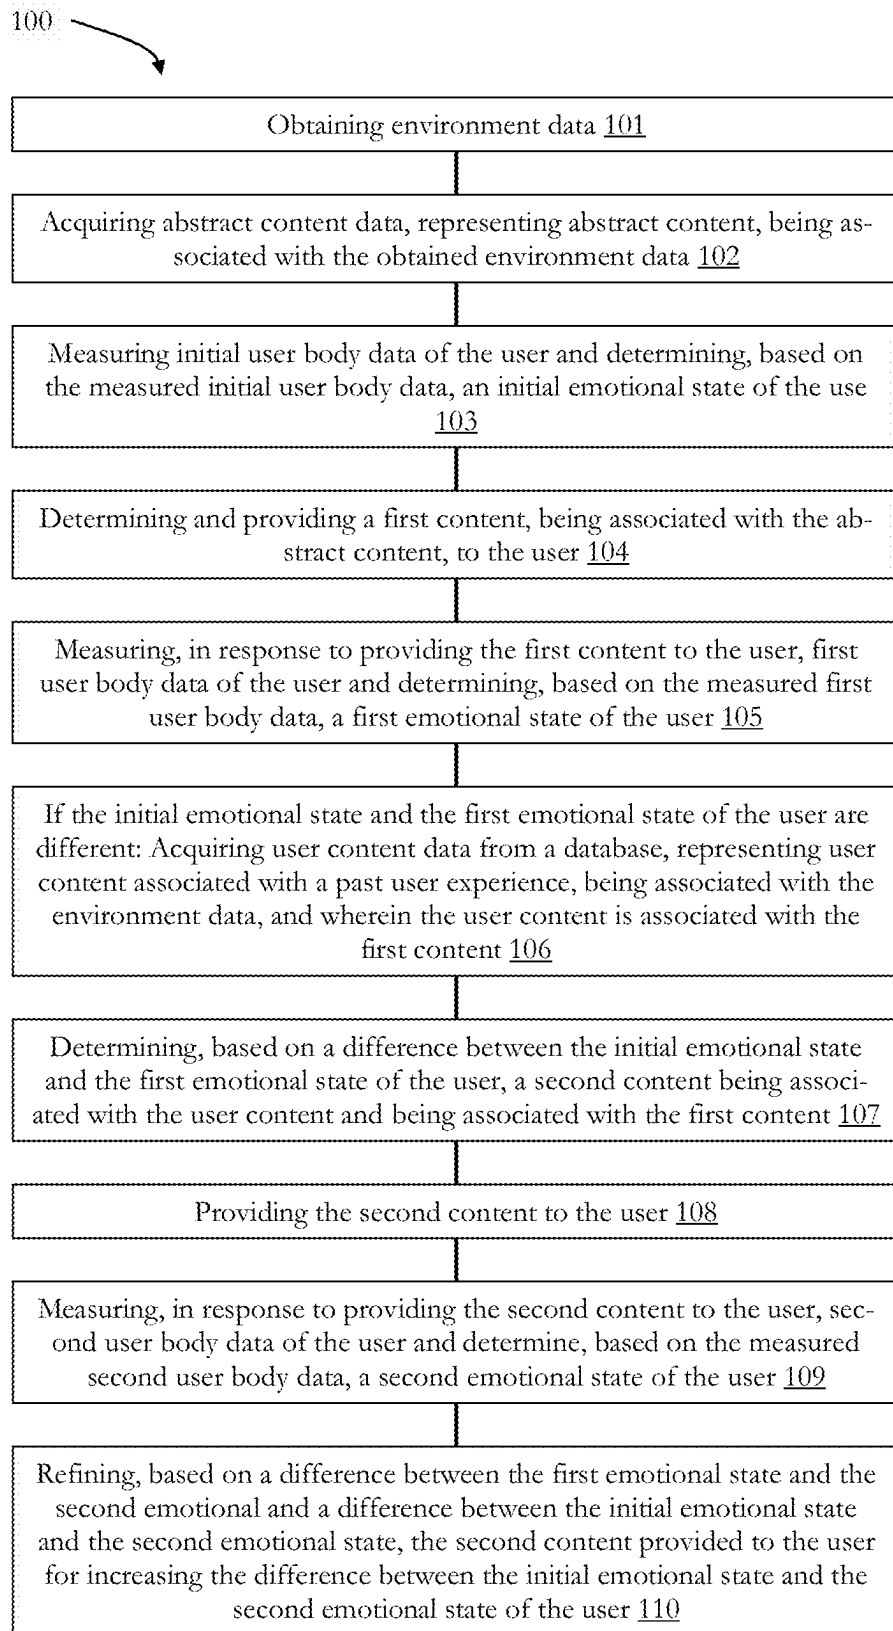 100
Obtaining environment data 101
Acquiring abstract content data, representing abstract content, being as-
sociated with the obtained environment data 102
Measuring initial user body data of the user and determining, based on
the measured initial user body data, an initial emotional state of the use
103
Determining and providing a first content, being associated with the ab-
stract content, to the user 104
Measuring, in response to providing the first content to the user, first
user body data of the user and determining, based on the measured first
user body data, a first emotional state of the user 105
If the initial emotional state and the first emotional state of the user are
different: Acquiring user content data from a database, representing user
content associated with a past user experience, being associated with the
environment data, and wherein the user content is associated with the
first content 106
Determining, based on a difference between the initial emotional state
and the first emotional state of the user, a second content being associ-
ated with the user content and being associated with the first content 107
Providing the second content to the user 108
Measuring, in response to providing the second content to the user, sec-
ond user body data of the user and determine, based on the measured
second user body data, a second emotional state of the user 109
Refining, based on a difference between the first emotional state and the
second emotional and a difference between the initial emotional state
and the second emotional state, the second content provided to the user
for increasing the difference between the initial emotional state and the
second emotional state of the user 110